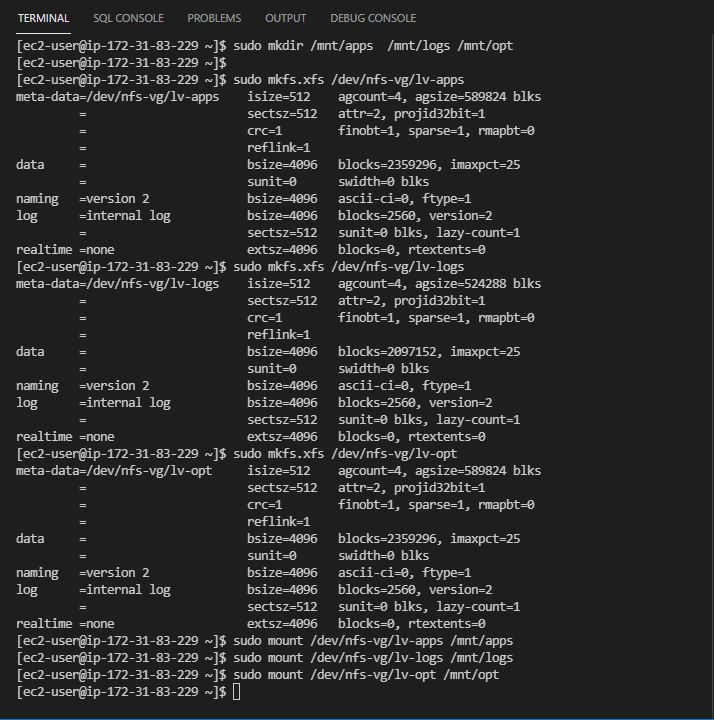 TERMINAL SQL CONSOLE PROBLEMS OUTPUT DEBUG CONSOLE
[ec2-user@ip-172-31-83-229 ~]$ sudo mkdir /mnt/apps  /mnt/logs /mnt/opt
[ec2-user@ip-172-31-83-229 ~]$
[ec2-user@ip-172-31-83-229 ~]$ sudo mkfs.xfs /dev/nfs-vg/lv-apps
meta-data=/dev/nfs-vg/lv-apps    isize=512    agcount=4, agsize=589824 blks
         =                       sectsz=512   attr=2, projid32bit=1
         =                       crc=1        finobt=1, sparse=1, rmapbt=0
         =                       reflink=1
data     =                       bsize=4096   blocks=2359296, imaxpct=25
         =                       sunit=0      swidth=0 blks
naming   =version 2              bsize=4096   ascii-ci=0, ftype=1
log      =internal log           bsize=4096   blocks=2560, version=2
         =                       sectsz=512   sunit=0 blks, lazy-count=1
realtime =none                   extsz=4096   blocks=0, rtextents=0
[ec2-user@ip-172-31-83-229 ~]$ sudo mkfs.xfs /dev/nfs-vg/lv-logs
meta-data=/dev/nfs-vg/lv-logs    isize=512    agcount=4, agsize=524288 blks
         =                       sectsz=512   attr=2, projid32bit=1
         =                       crc=1        finobt=1, sparse=1, rmapbt=0
         =                       reflink=1
data     =                       bsize=4096   blocks=2097152, imaxpct=25
         =                       sunit=0      swidth=0 blks
naming   =version 2              bsize=4096   ascii-ci=0, ftype=1
log      =internal log           bsize=4096   blocks=2560, version=2
         =                       sectsz=512   sunit=0 blks, lazy-count=1
realtime =none                   extsz=4096   blocks=0, rtextents=0
[ec2-user@ip-172-31-83-229 ~]$ sudo mkfs.xfs /dev/nfs-vg/lv-opt
meta-data=/dev/nfs-vg/lv-opt     isize=512    agcount=4, agsize=589824 blks
         =                       sectsz=512   attr=2, projid32bit=1
         =                       crc=1        finobt=1, sparse=1, rmapbt=0
         =                       reflink=1
data     =                       bsize=4096   blocks=2359296, imaxpct=25
         =                       sunit=0      swidth=0 blks
naming   =version 2              bsize=4096   ascii-ci=0, ftype=1
log      =internal log           bsize=4096   blocks=2560, version=2
         =                       sectsz=512   sunit=0 blks, lazy-count=1
realtime =none                   extsz=4096   blocks=0, rtextents=0
[ec2-user@ip-172-31-83-229 ~]$ sudo mount /dev/nfs-vg/lv-apps /mnt/apps
[ec2-user@ip-172-31-83-229 ~]$ sudo mount /dev/nfs-vg/lv-logs /mnt/logs
[ec2-user@ip-172-31-83-229 ~]$ sudo mount /dev/nfs-vg/lv-opt /mnt/opt
[ec2-user@ip-172-31-83-229 ~]$